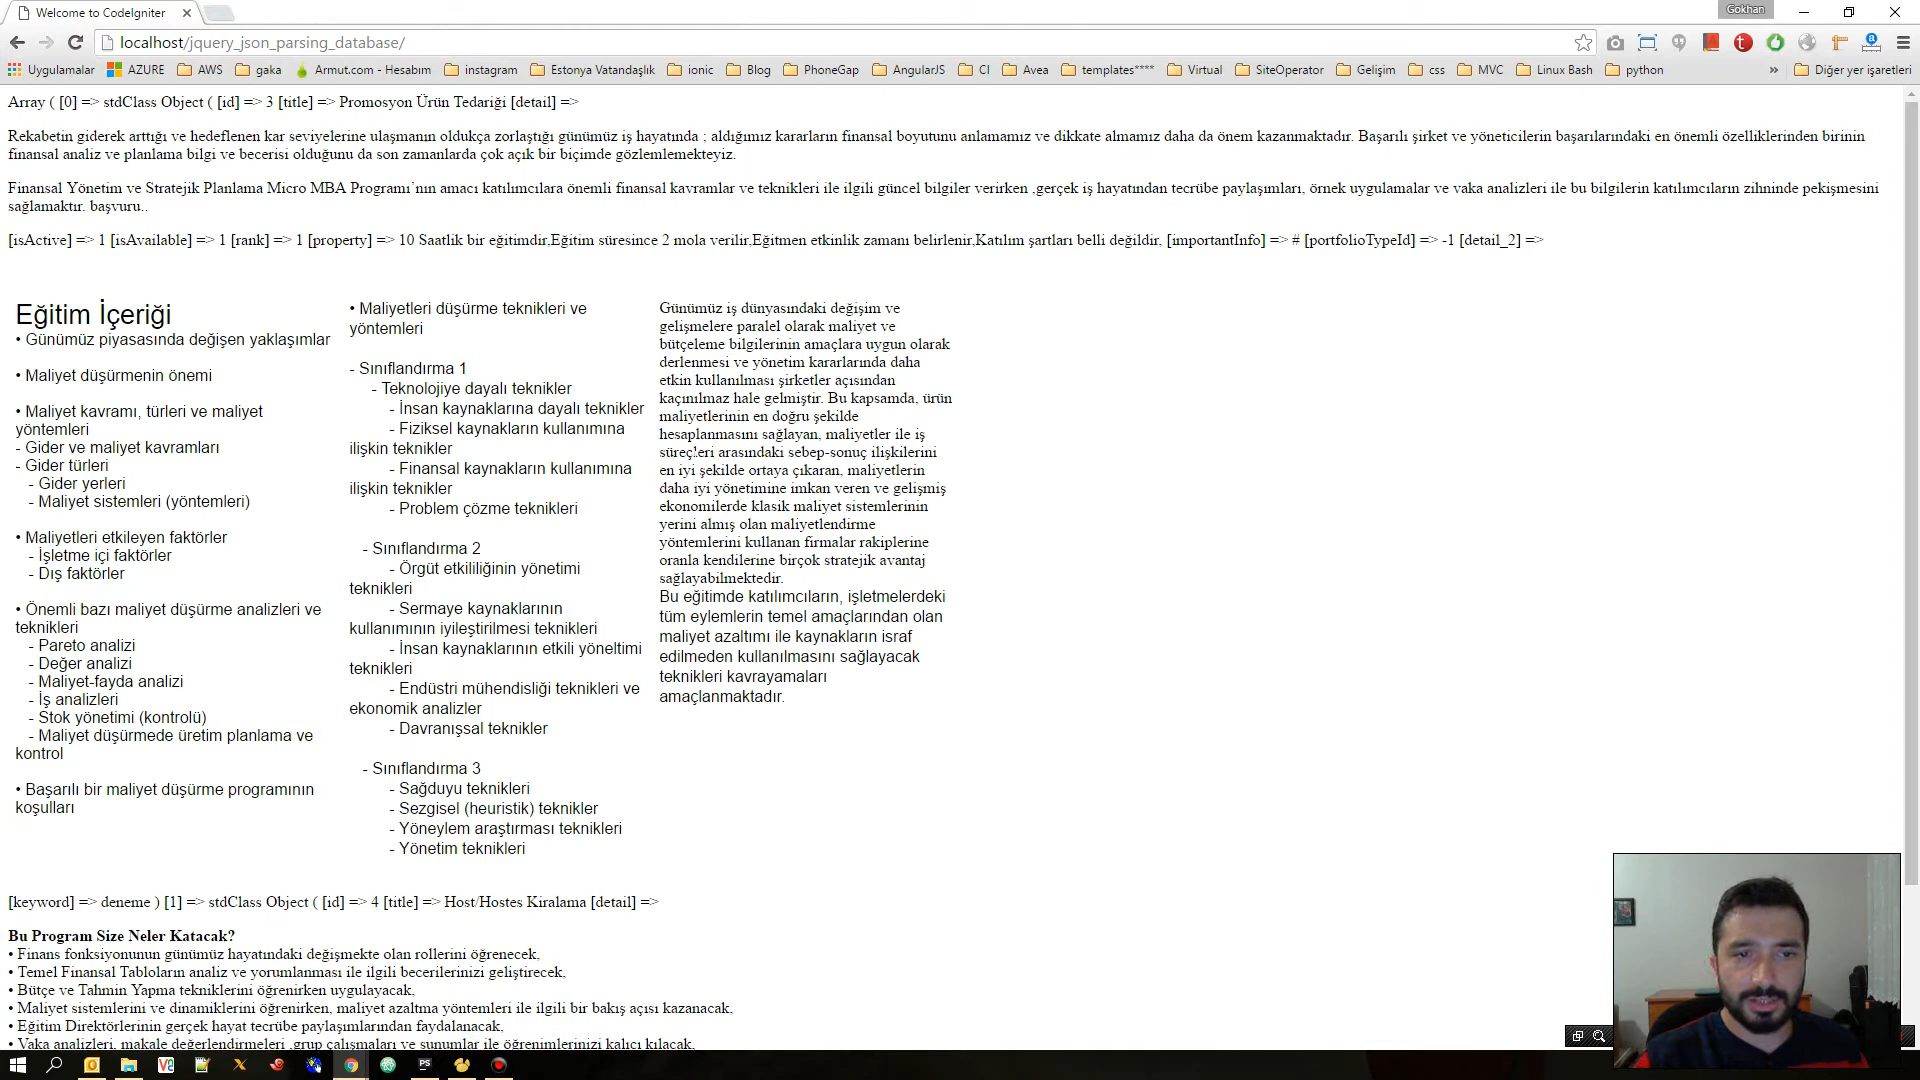 Welcome to CodeIgniter
Gökhan
localhost/jquery_json_parsing_database/
Uygulamalar AZURE AWS gaka Armut.com - Hesabım instagram Estonya Vatandaşlık ionic Blog PhoneGap AngularJS CI Avea templates**** Virtual SiteOperator Gelişim css MVC Linux Bash python » Diğer yer işaretleri
Array ( [0] => stdClass Object ( [id] => 3 [title] => Promosyon Ürün Tedariği [detail] =>
Rekabetin giderek arttığı ve hedeflenen kar seviyelerine ulaşmanın oldukça zorlaştığı günümüz iş hayatında ; aldığımız kararların finansal boyutunu anlamamız ve dikkate almamız daha da önem kazanmaktadır. Başarılı şirket ve yöneticilerin başarılarındaki en önemli özelliklerinden birinin
finansal analiz ve planlama bilgi ve becerisi olduğunu da son zamanlarda çok açık bir biçimde gözlemlemekteyiz.
Finansal Yönetim ve Stratejik Planlama Micro MBA Programı’nın amacı katılımcılara önemli finansal kavramlar ve teknikleri ile ilgili güncel bilgiler verirken ,gerçek iş hayatından tecrübe paylaşımları, örnek uygulamalar ve vaka analizleri ile bu bilgilerin katılımcıların zihninde pekişmesini
sağlamaktır. başvuru..
[isActive] => 1 [isAvailable] => 1 [rank] => 1 [property] => 10 Saatlik bir eğitimdir,Eğitim süresince 2 mola verilir,Eğitmen etkinlik zamanı belirlenir,Katılım şartları belli değildir, [importantInfo] => # [portfolioTypeId] => -1 [detail_2] =>
Eğitim İçeriği
• Günümüz piyasasında değişen yaklaşımlar
• Maliyet düşürmenin önemi
• Maliyet kavramı, türleri ve maliyet
yöntemleri
- Gider ve maliyet kavramları
- Gider türleri
- Gider yerleri
- Maliyet sistemleri (yöntemleri)
• Maliyetleri etkileyen faktörler
- İşletme içi faktörler
- Dış faktörler
• Önemli bazı maliyet düşürme analizleri ve
teknikleri
- Pareto analizi
- Değer analizi
- Maliyet-fayda analizi
- İş analizleri
- Stok yönetimi (kontrolü)
- Maliyet düşürmede üretim planlama ve
kontrol
• Başarılı bir maliyet düşürme programının
koşulları
• Maliyetleri düşürme teknikleri ve
yöntemleri
- Sınıflandırma 1
- Teknolojiye dayalı teknikler
- İnsan kaynaklarına dayalı teknikler
- Fiziksel kaynakların kullanımına
ilişkin teknikler
- Finansal kaynakların kullanımına
ilişkin teknikler
- Problem çözme teknikleri
- Sınıflandırma 2
- Örgüt etkililiğinin yönetimi
teknikleri
- Sermaye kaynaklarının
kullanımının iyileştirilmesi teknikleri
- İnsan kaynaklarının etkili yöneltimi
teknikleri
- Endüstri mühendisliği teknikleri ve
ekonomik analizler
- Davranışsal teknikler
- Sınıflandırma 3
- Sağduyu teknikleri
- Sezgisel (heuristik) teknikler
- Yöneylem araştırması teknikleri
- Yönetim teknikleri
Günümüz iş dünyasındaki değişim ve
gelişmelere paralel olarak maliyet ve
bütçeleme bilgilerinin amaçlara uygun olarak
derlenmesi ve yönetim kararlarında daha
etkin kullanılması şirketler açısından
kaçınılmaz hale gelmiştir. Bu kapsamda, ürün
maliyetlerinin en doğru şekilde
hesaplanmasını sağlayan, maliyetler ile iş
süreçleri arasındaki sebep-sonuç ilişkilerini
en iyi şekilde ortaya çıkaran, maliyetlerin
daha iyi yönetimine imkan veren ve gelişmiş
ekonomilerde klasik maliyet sistemlerinin
yerini almış olan maliyetlendirme
yöntemlerini kullanan firmalar rakiplerine
oranla kendilerine birçok stratejik avantaj
sağlayabilmektedir.
Bu eğitimde katılımcıların, işletmelerdeki
tüm eylemlerin temel amaçlarından olan
maliyet azaltımı ile kaynakların israf
edilmeden kullanılmasını sağlayacak
teknikleri kavrayamaları
amaçlanmaktadır.
[keyword] => deneme ) [1] => stdClass Object ( [id] => 4 [title] => Host/Hostes Kiralama [detail] =>
Bu Program Size Neler Katacak?
• Finans fonksiyonunun günümüz hayatındaki değişmekte olan rollerini öğrenecek,
• Temel Finansal Tabloların analiz ve yorumlanması ile ilgili becerilerinizi geliştirecek,
• Bütçe ve Tahmin Yapma tekniklerini öğrenirken uygulayacak,
• Maliyet sistemlerini ve dinamiklerini öğrenirken, maliyet azaltma yöntemleri ile ilgili bir bakış açısı kazanacak,
• Eğitim Direktörlerinin gerçek hayat tecrübe paylaşımlarından faydalanacak,
• Vaka analizleri, makale değerlendirmeleri ,grup çalışmaları ve sunumlar ile öğrenimlerinizi kalıcı kılacak,